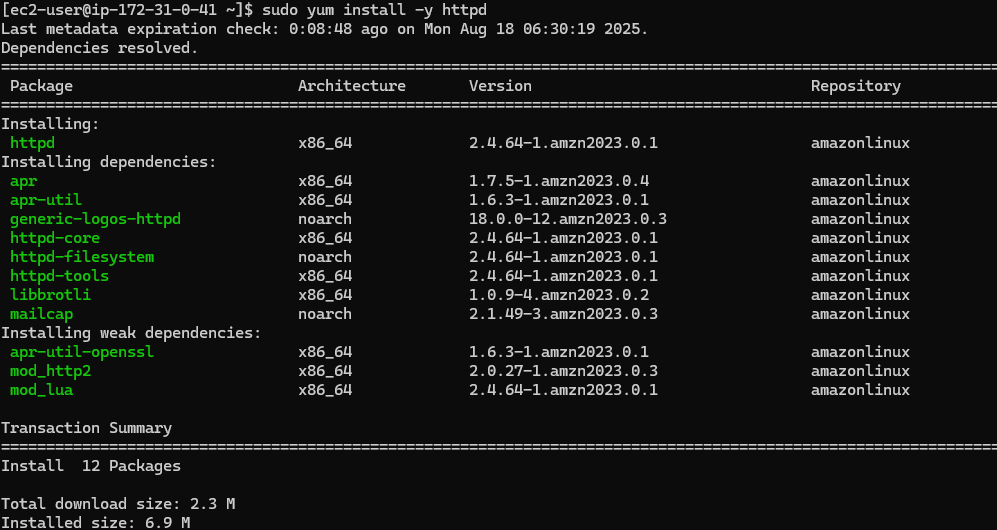 [ec2-user@ip-172-31-0-41 ~]$ sudo yum install -y httpd
Last metadata expiration check: 0:08:48 ago on Mon Aug 18 06:30:19 2025.
Dependencies resolved.
================================================================================
Package Architecture Version Repository
================================================================================
Installing:
httpd x86_64 2.4.64-1.amzn2023.0.1 amazonlinux
Installing dependencies:
apr x86_64 1.7.5-1.amzn2023.0.4 amazonlinux
apr-util x86_64 1.6.3-1.amzn2023.0.1 amazonlinux
generic-logos-httpd noarch 18.0.0-12.amzn2023.0.3 amazonlinux
httpd-core x86_64 2.4.64-1.amzn2023.0.1 amazonlinux
httpd-filesystem noarch 2.4.64-1.amzn2023.0.1 amazonlinux
httpd-tools x86_64 2.4.64-1.amzn2023.0.1 amazonlinux
libbrotli x86_64 1.0.9-4.amzn2023.0.2 amazonlinux
mailcap noarch 2.1.49-3.amzn2023.0.3 amazonlinux
Installing weak dependencies:
apr-util-openssl x86_64 1.6.3-1.amzn2023.0.1 amazonlinux
mod_http2 x86_64 2.0.27-1.amzn2023.0.3 amazonlinux
mod_lua x86_64 2.4.64-1.amzn2023.0.1 amazonlinux
Transaction Summary
================================================================================
Install 12 Packages
Total download size: 2.3 M
Installed size: 6.9 M